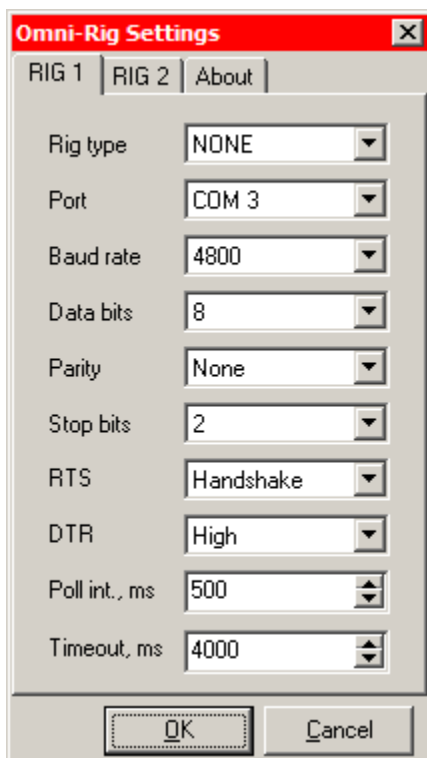 Omni-Rig Settings
RIG 1 RIG 2 About
Rig type NONE
Port COM 3
Baud rate 4800
Data bits 8
Parity None
Stop bits 2
RTS Handshake
DTR High
Poll int., ms 500
Timeout, ms 4000
OK Cancel